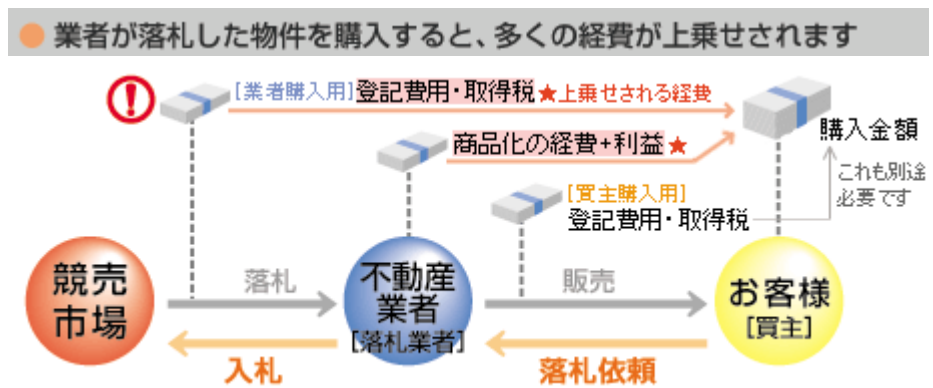 ● 業者が落札した物件を購入すると、多くの経費が上乗せされます
[業者購入用]登記費用・取得税★上乗せされる経費
商品化の経費+利益★
購入金額
これも別途
必要です
[買主購入用]
登記費用・取得税
競売
市場
落札
不動産
業者
[落札業者]
販売
お客様
[買主]
入札
落札依頼